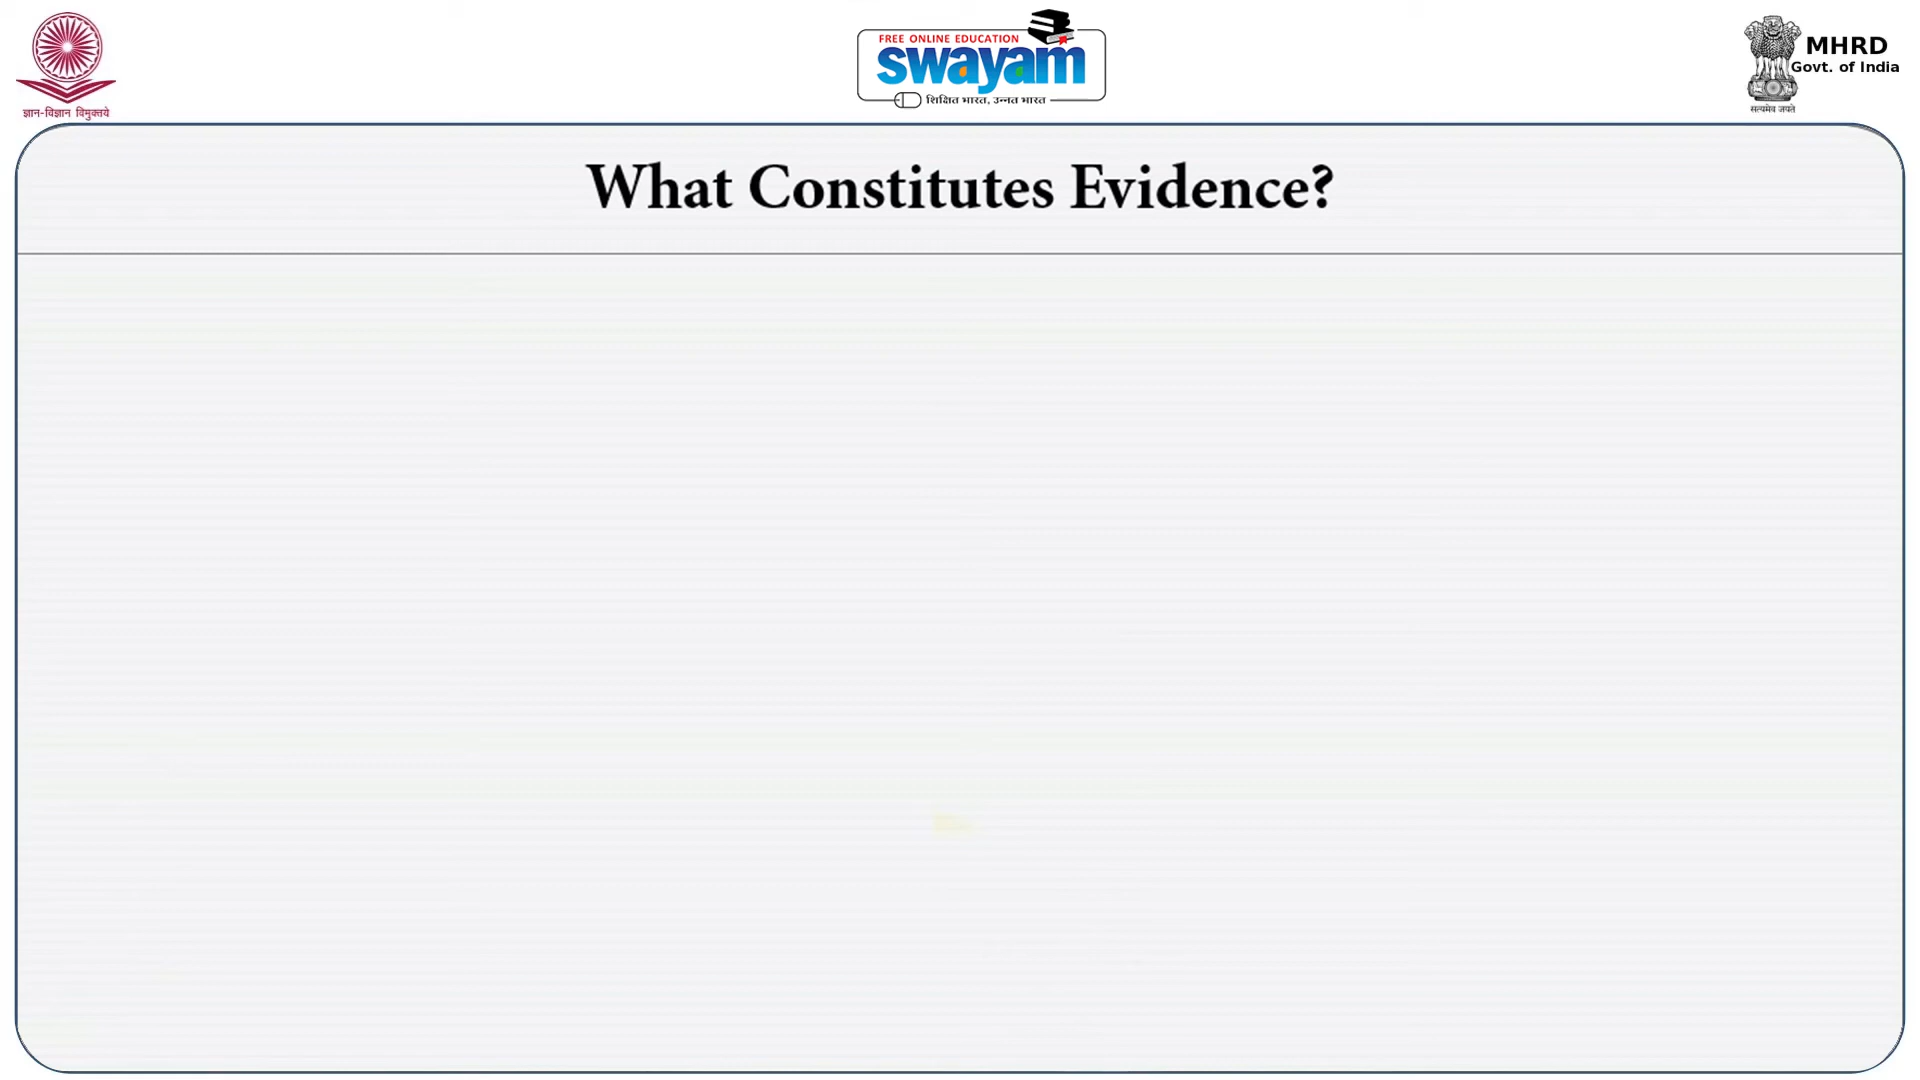 ज्ञान-विज्ञान विमुक्तये
FREE ONLINE EDUCATION
swayam
शिक्षित भारत, उन्नत भारत
सत्यमेव जयते
MHRD
Govt. of India
What Constitutes Evidence?